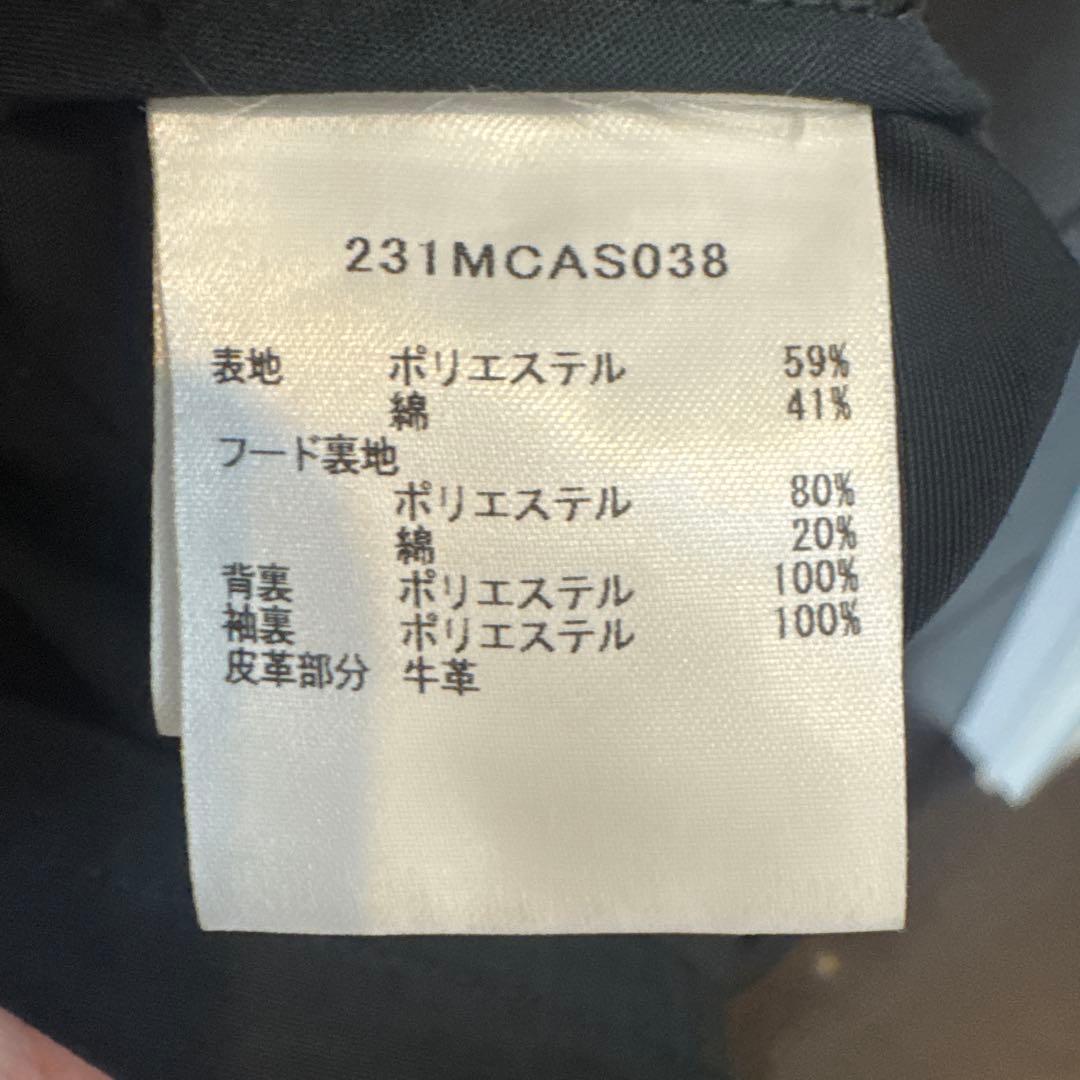 231MCAS038
表地 ポリエステル 59%
綿 41%
フード裏地
ポリエステル 80%
綿 20%
背裏 ポリエステル 100%
袖裏 ポリエステル 100%
皮革部分 牛革